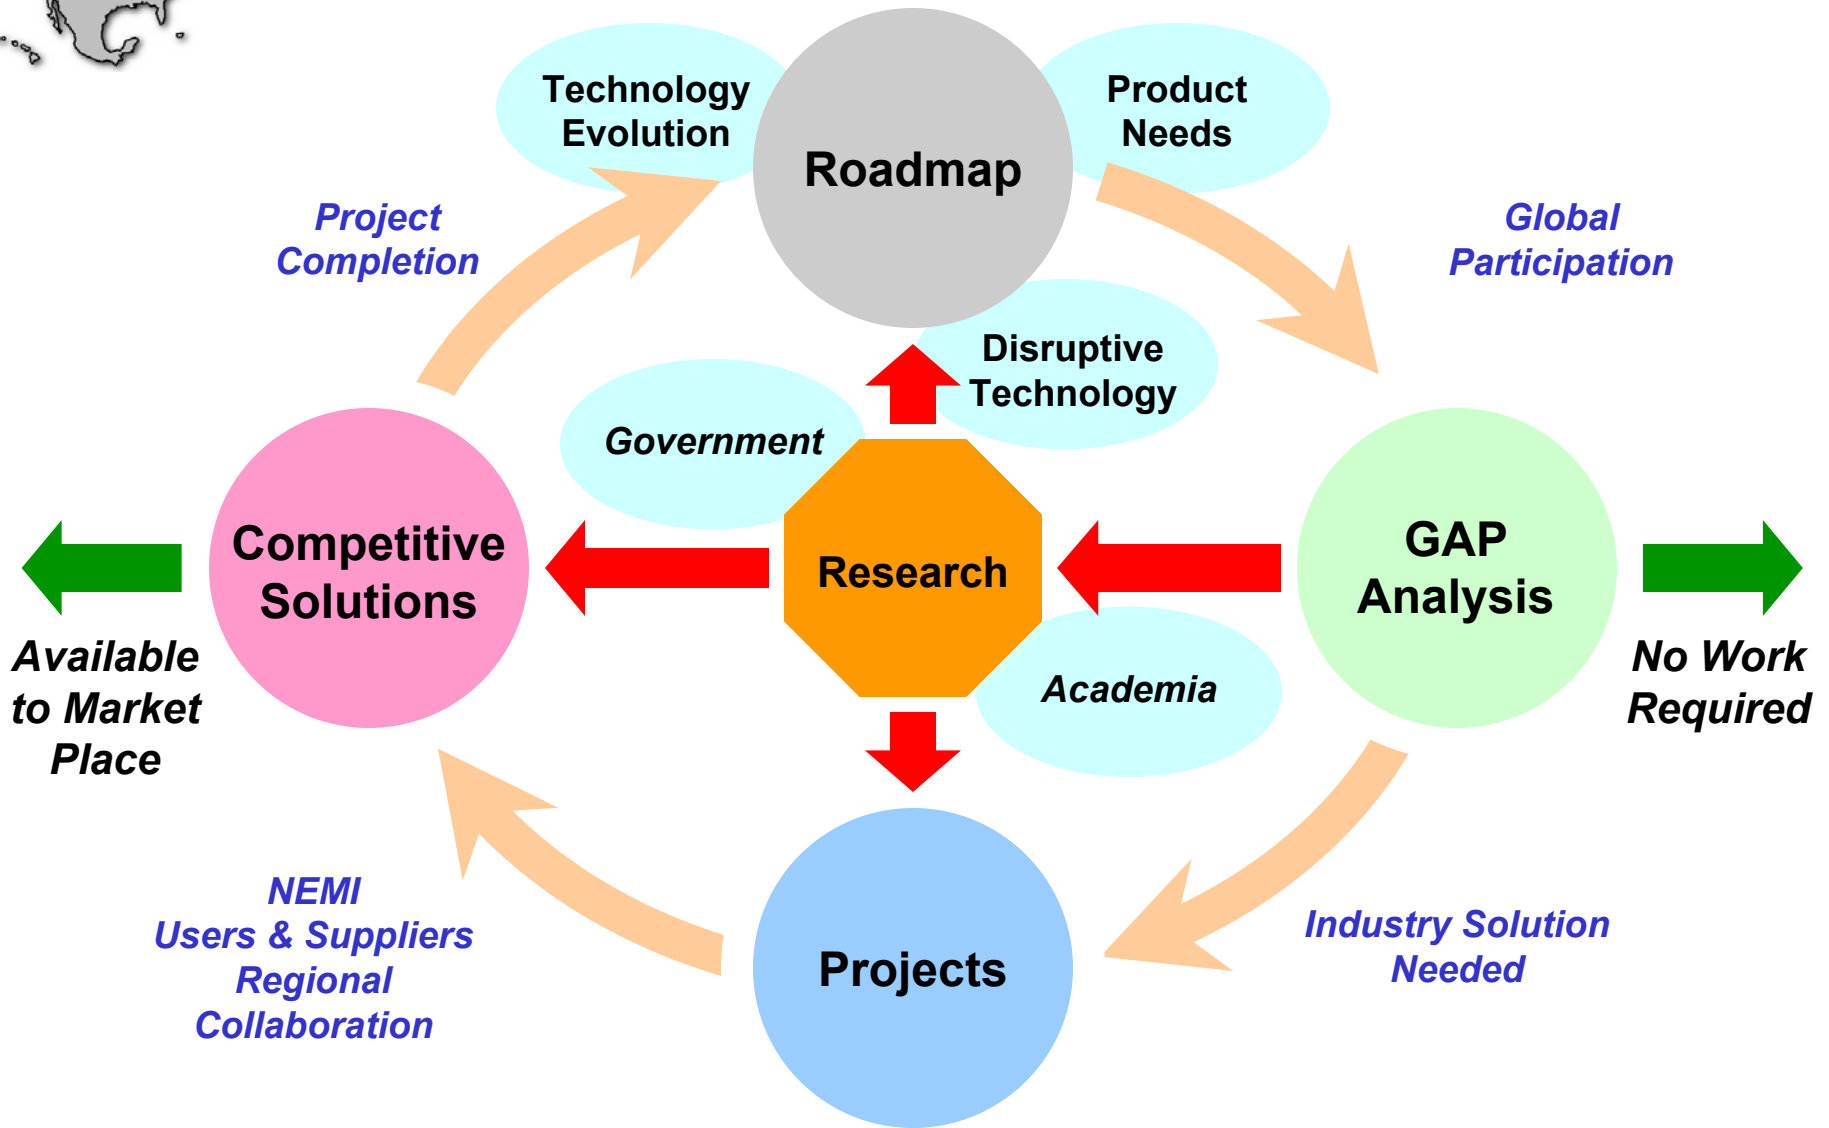 Technology
Evolution
Roadmap
Product
Needs
Project
Completion
Global
Participation
Disruptive
Technology
Government
Competitive
Solutions
Research
GAP
Analysis
Available
to Market
Place
Academia
No Work
Required
NEMI
Users & Suppliers
Regional
Collaboration
Projects
Industry Solution
Needed